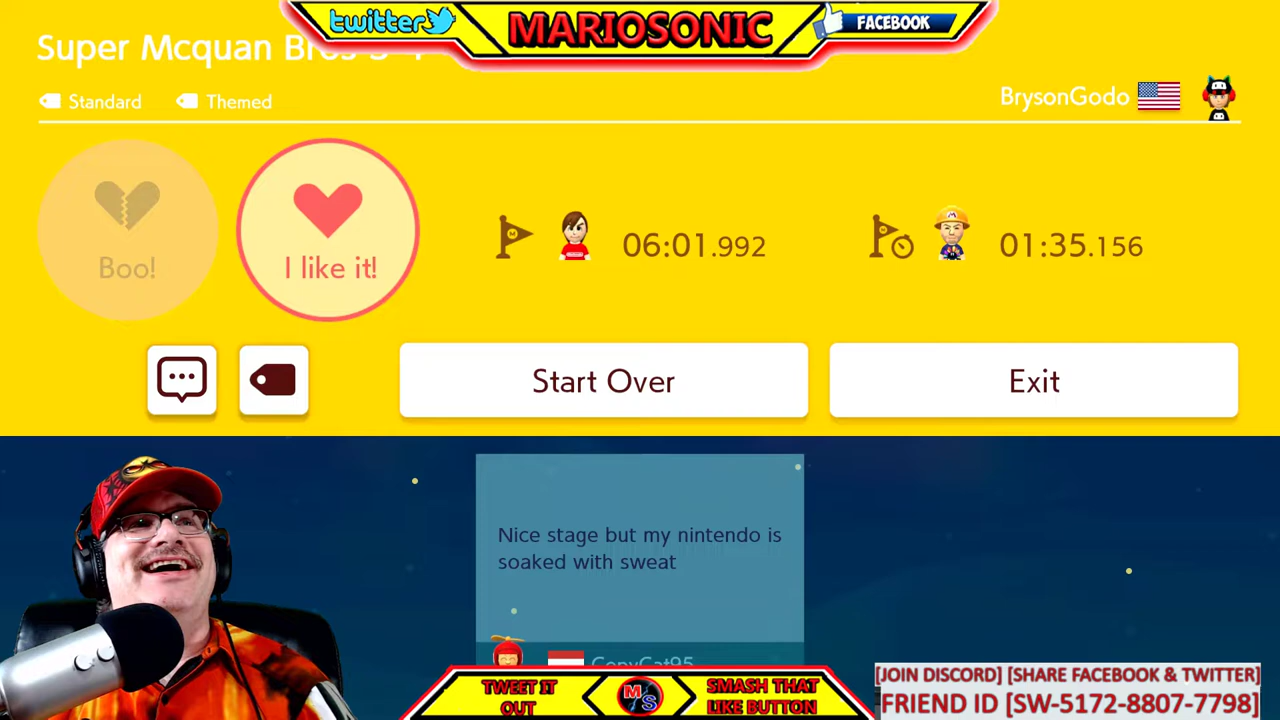 twitter MARIOSONIC FACEBOOK
Super Mcquan Bros
Standard Themed BrysonGodo
Boo! I like it! 06:01.992 01:35.156
Start Over Exit
Nice stage but my nintendo is
soaked with sweat
CopyCat95
TWEET IT
OUT
MS
SMASH THAT
LIKE BUTTON
[JOIN DISCORD] [SHARE FACEBOOK & TWITTER]
FRIEND ID [SW-5172-8807-7798]